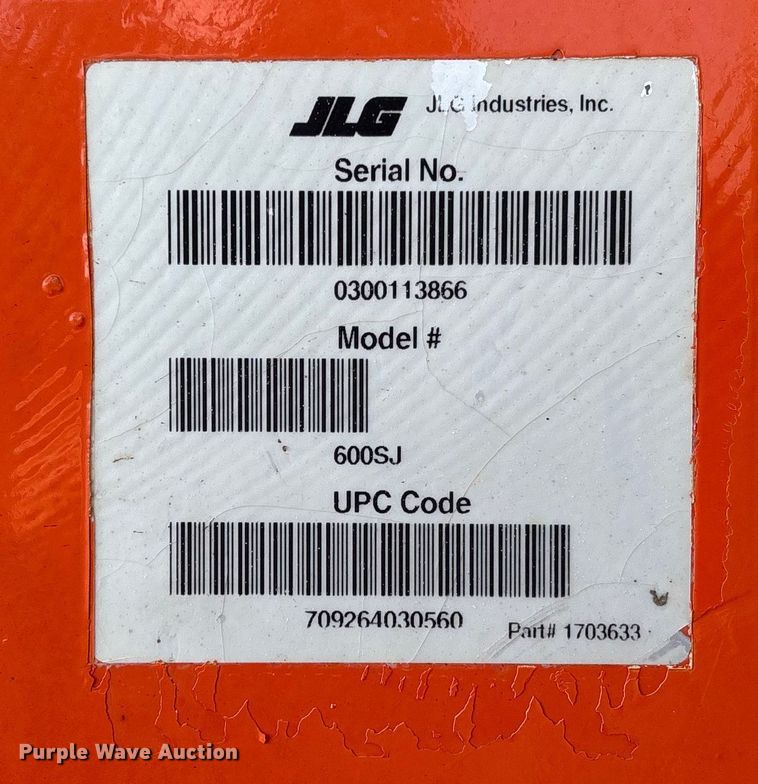 JLG JLG Industries, Inc.
Serial No.
0300113866
Model #
600SJ
UPC Code
709264030560
Part# 1703633
Purple Wave Auction